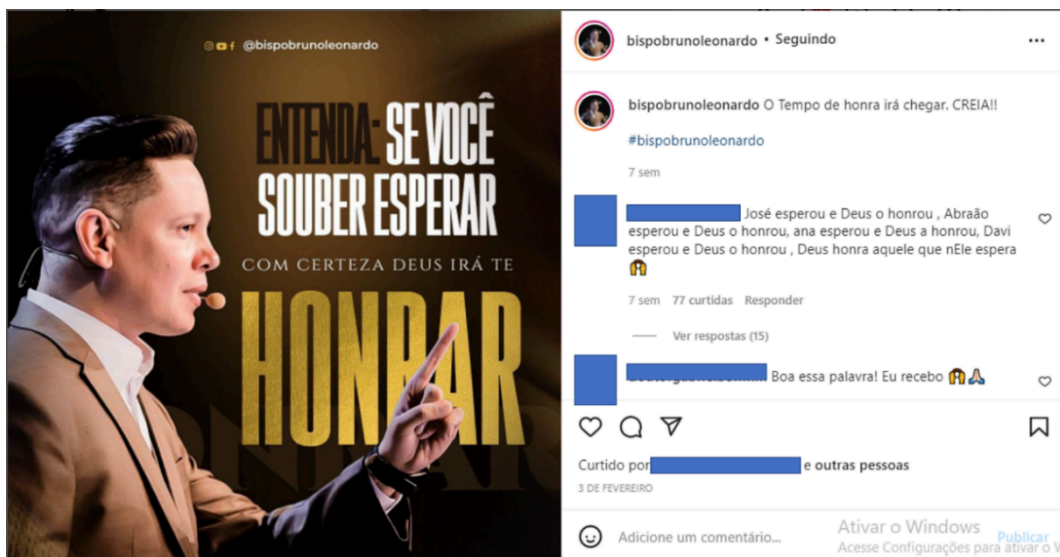 @bispobrunoleonardo
ENTENDA: SE VOCÊ
SOUBER ESPERAR
COM CERTEZA DEUS IRÁ TE
HONRAR
bispobrunoleonardo • Seguindo
bispobrunoleonardo O Tempo de honra irá chegar. CREIA!!
#bispobrunoleonardo
7 sem
José esperou e Deus o honrou , Abraão
esperou e Deus o honrou, ana esperou e Deus a honrou, Davi
esperou e Deus o honrou , Deus honra aquele que nEle espera
7 sem 77 curtidas Responder
Ver respostas (15)
Boa essa palavra! Eu recebo
Curtido por e outras pessoas
3 DE FEVEREIRO
Adicione um comentário...
Publicar
Ativar o Windows
Acesse Configurações para ativar o